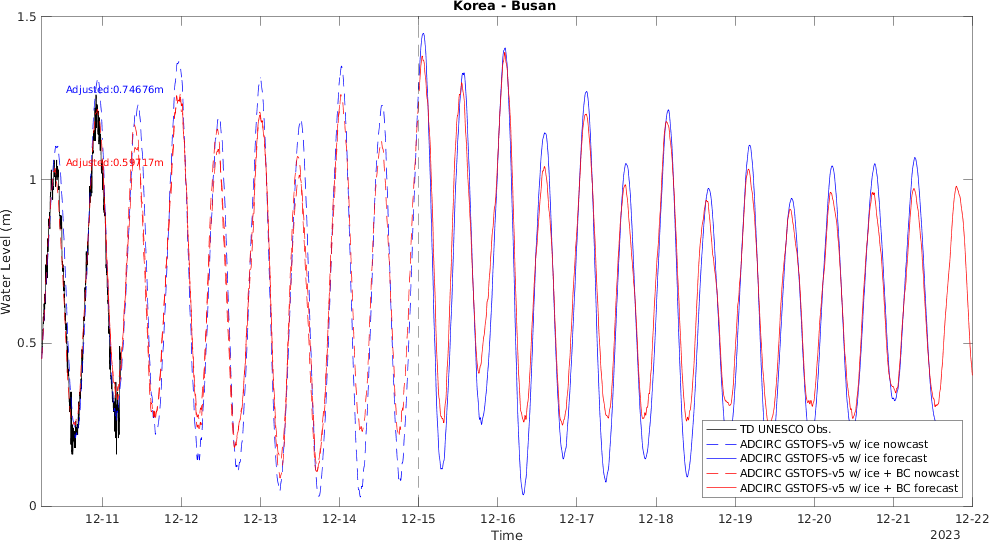 Korea - Busan
1.5
1
0.5
0
Water Level (m)
Adjusted:0.74676m
Adjusted:0.59717m
TD UNESCO Obs.
ADCIRC GSTOFS-v5 w/ ice nowcast
ADCIRC GSTOFS-v5 w/ ice forecast
ADCIRC GSTOFS-v5 w/ ice + BC nowcast
ADCIRC GSTOFS-v5 w/ ice + BC forecast
12-11 12-12 12-13 12-14 12-15 12-16 12-17 12-18 12-19 12-20 12-21 12-22
Time
2023